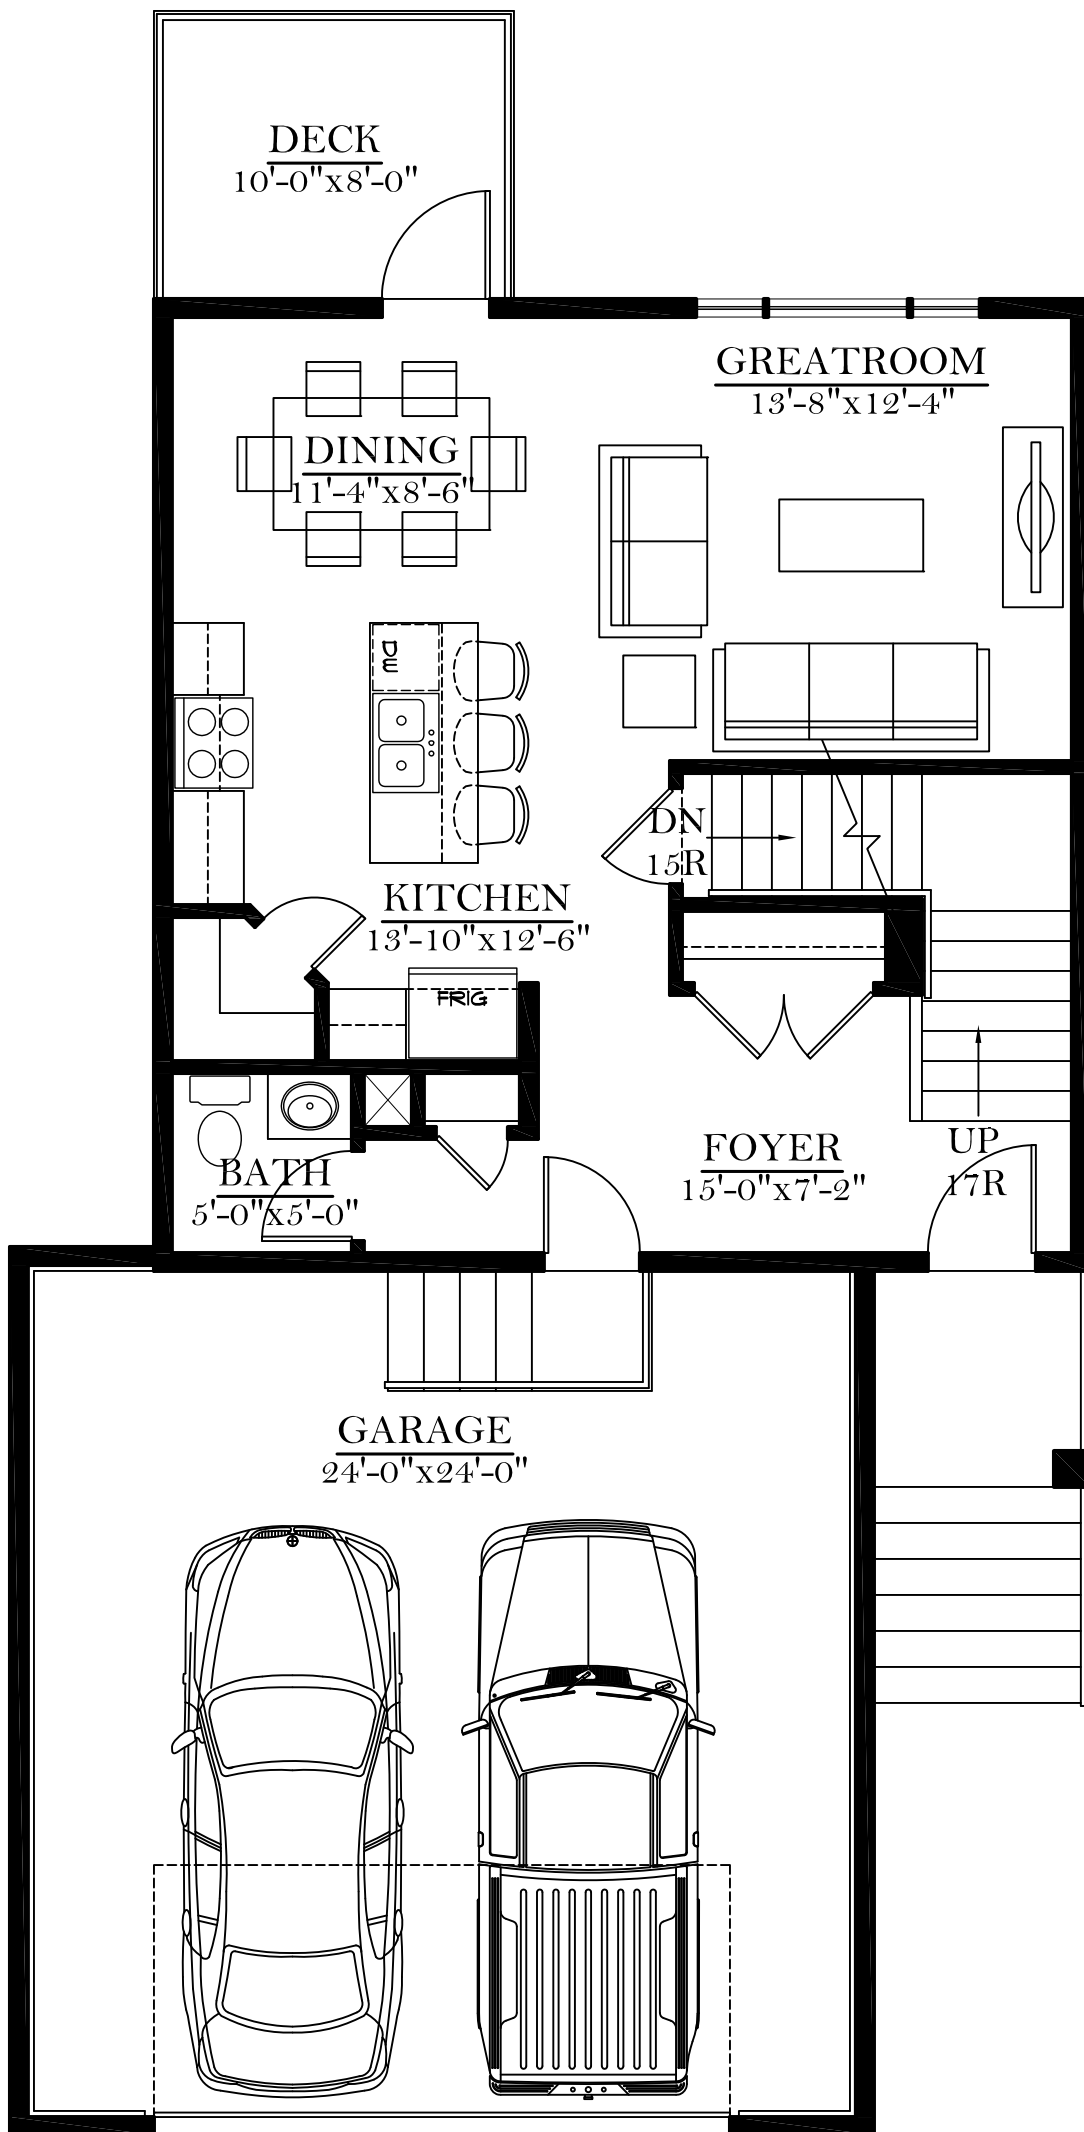 DECK
10'-0"x8'-0"
GREATROOM
13'-8"x12'-4"
DINING
11'-4"x8'-6"
DW
DN
15R
KITCHEN
13'-10"x12'-6"
FRIG
FOYER
15'-0"x7'-2"
UP
17R
BATH
5'-0"x5'-0"
GARAGE
24'-0"x24'-0"